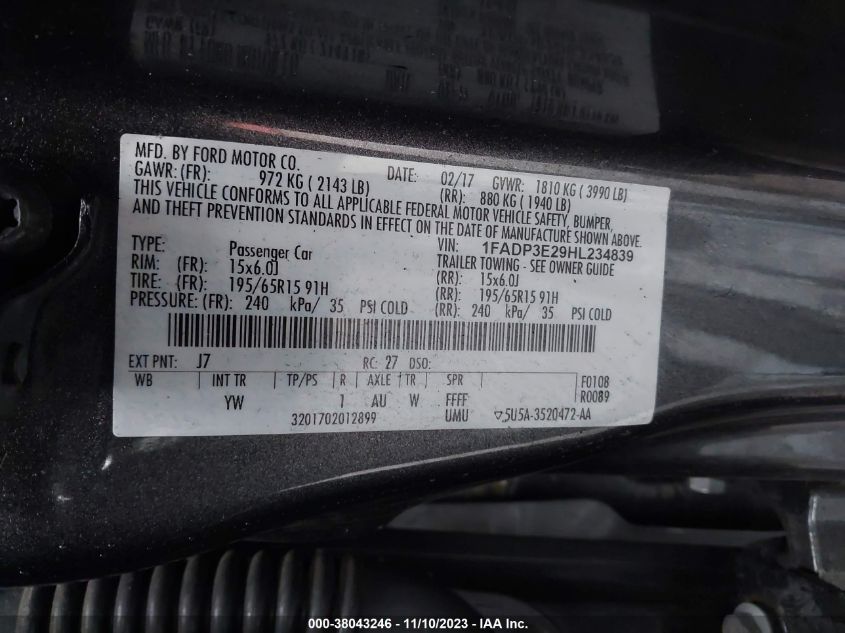 MFD. BY FORD MOTOR CO.
DATE: 02/17 GVWR: 1810 KG ( 3990 LB)
GAWR: (FR): 972 KG ( 2143 LB) (RR): 880 KG ( 1940 LB)
THIS VEHICLE CONFORMS TO ALL APPLICABLE FEDERAL MOTOR VEHICLE SAFETY, BUMPER,
AND THEFT PREVENTION STANDARDS IN EFFECT ON THE DATE OF MANUFACTURE SHOWN ABOVE.
VIN: 1FADP3E29HL234839
TYPE: Passenger Car TRAILER TOWING - SEE OWNER GUIDE
RIM: (FR): 15x6.0J (RR): 15x6.0J
TIRE: (FR): 195/65R15 91H (RR): 195/65R15 91H
PRESSURE: (FR): 240 kPa/ 35 PSI COLD (RR): 240 kPa/ 35 PSI COLD
EXT PNT: J7 RC: 27 DSO:
WB INT TR TP/PS R AXLE TR SPR F0108
YW 1 AU W FFFF R0089
3201702012899 UMU 5U5A-3520472-AA
000-38043246 - 11/10/2023 - IAA Inc.